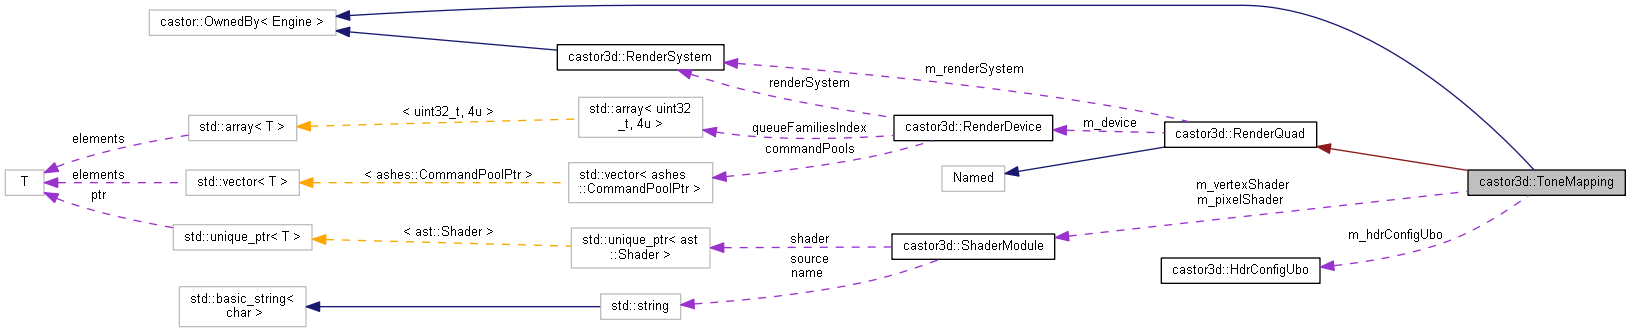 castor::OwnedBy< Engine >
castor3d::RenderSystem
m_renderSystem
renderSystem
< uint32_t, 4u >
std::array< uint32
_t, 4u >
std::array< T >
elements
queueFamiliesIndex
castor3d::RenderDevice
m_device
castor3d::RenderQuad
commandPools
T
elements
std::vector< T >
< ashes::CommandPoolPtr >
std::vector< ashes
::CommandPoolPtr >
Named
castor3d::ToneMapping
ptr
m_vertexShader
m_pixelShader
std::unique_ptr< T >
< ast::Shader >
std::unique_ptr< ast
::Shader >
shader
castor3d::ShaderModule
m_hdrConfigUbo
source
name
castor3d::HdrConfigUbo
std::basic_string<
char >
std::string